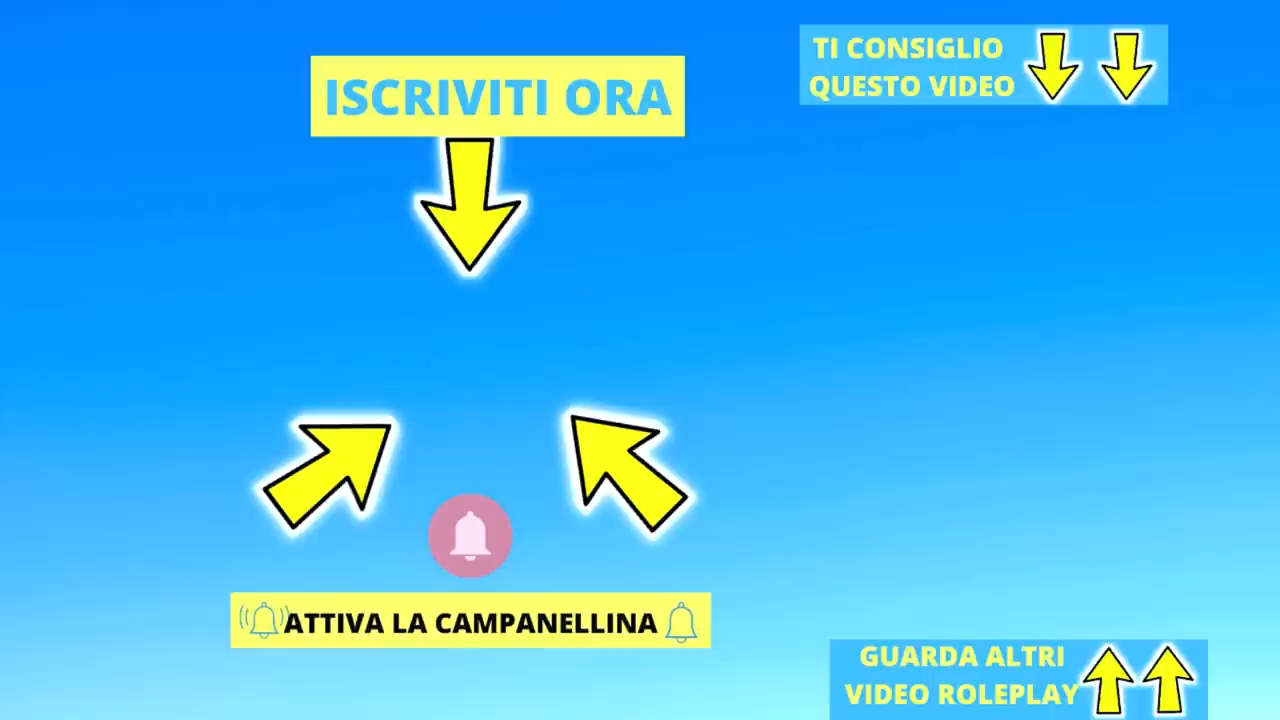 ISCRIVITI ORA
TI CONSIGLIO
QUESTO VIDEO
ATTIVA LA CAMPANELLINA
GUARDA ALTRI
VIDEO ROLEPLAY